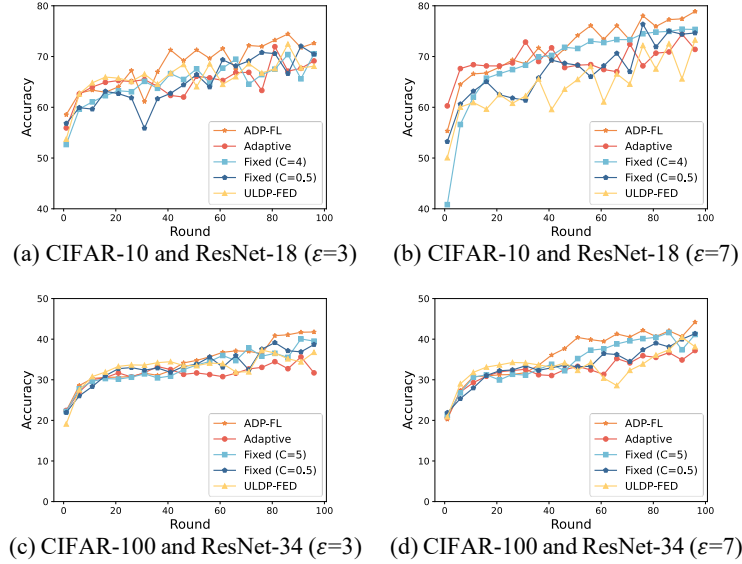 80
70
60
50
40
Accuracy
0 20 40 60 80 100
Round
ADP-FL
Adaptive
Fixed (C=4)
Fixed (C=0.5)
ULDP-FED
(a) CIFAR-10 and ResNet-18 (ε=3)
80
70
60
50
40
Accuracy
0 20 40 60 80 100
Round
ADP-FL
Adaptive
Fixed (C=4)
Fixed (C=0.5)
ULDP-FED
(b) CIFAR-10 and ResNet-18 (ε=7)
50
40
30
20
10
0
Accuracy
0 20 40 60 80 100
Round
ADP-FL
Adaptive
Fixed (C=5)
Fixed (C=0.5)
ULDP-FED
(c) CIFAR-100 and ResNet-34 (ε=3)
50
40
30
20
10
0
Accuracy
0 20 40 60 80 100
Round
ADP-FL
Adaptive
Fixed (C=5)
Fixed (C=0.5)
ULDP-FED
(d) CIFAR-100 and ResNet-34 (ε=7)